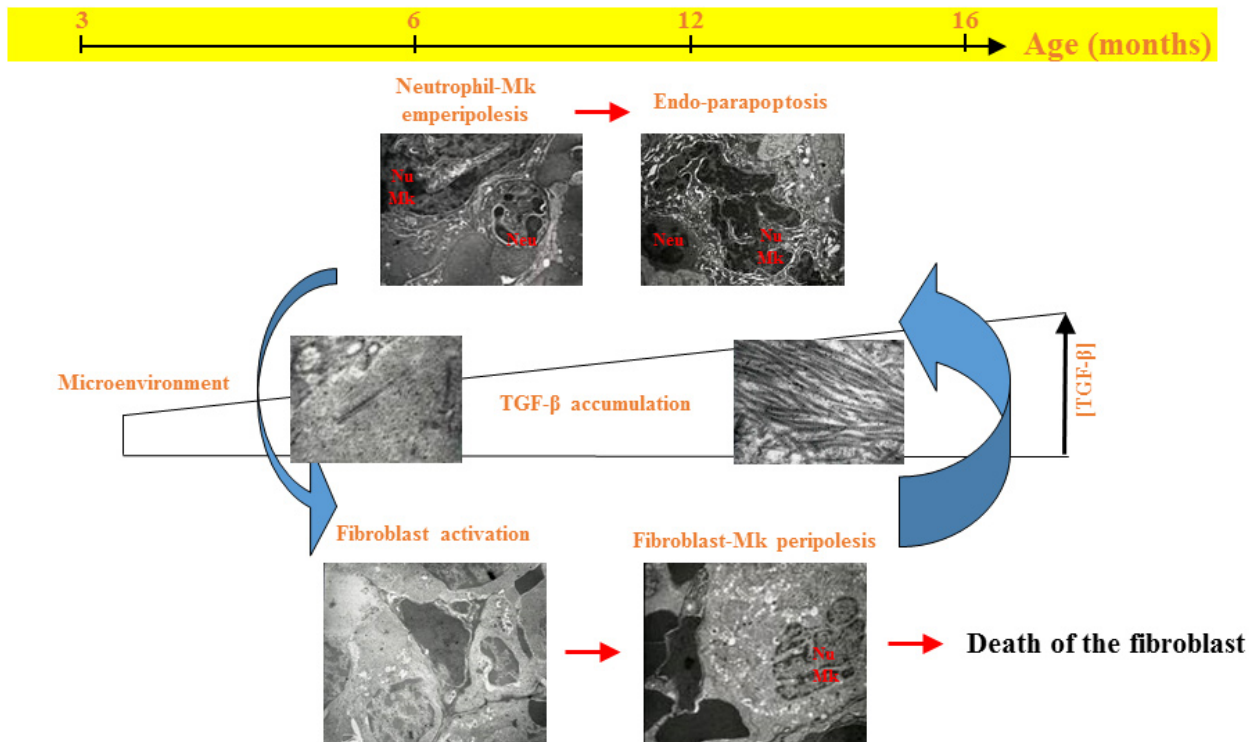 3 6 12 16
Age (months)
Neutrophil-Mk
emperipolesis
Endo-parapoptosis
Nu
Mk
Neu
Neu
Nu
Mk
Microenvironment
TGF-β accumulation
[TGF-β]
Fibroblast activation
Fibroblast-Mk peripolesis
Nu
Mk
Death of the fibroblast